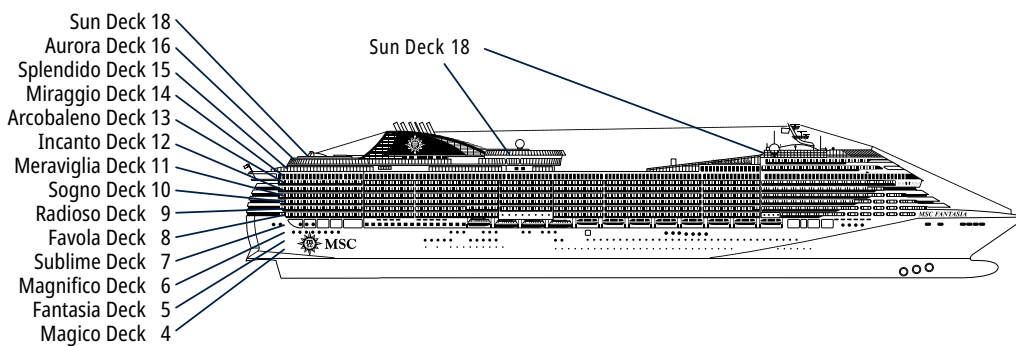 Sun Deck 18
Aurora Deck 16
Splendido Deck 15
Miraggio Deck 14
Arcobaleno Deck 13
Incanto Deck 12
Meraviglia Deck 11
Sogno Deck 10
Radioso Deck 9
Favola Deck 8
Sublime Deck 7
Magnifico Deck 6
Fantasia Deck 5
Magico Deck 4
Sun Deck 18
MSC FANTASIA
MSC